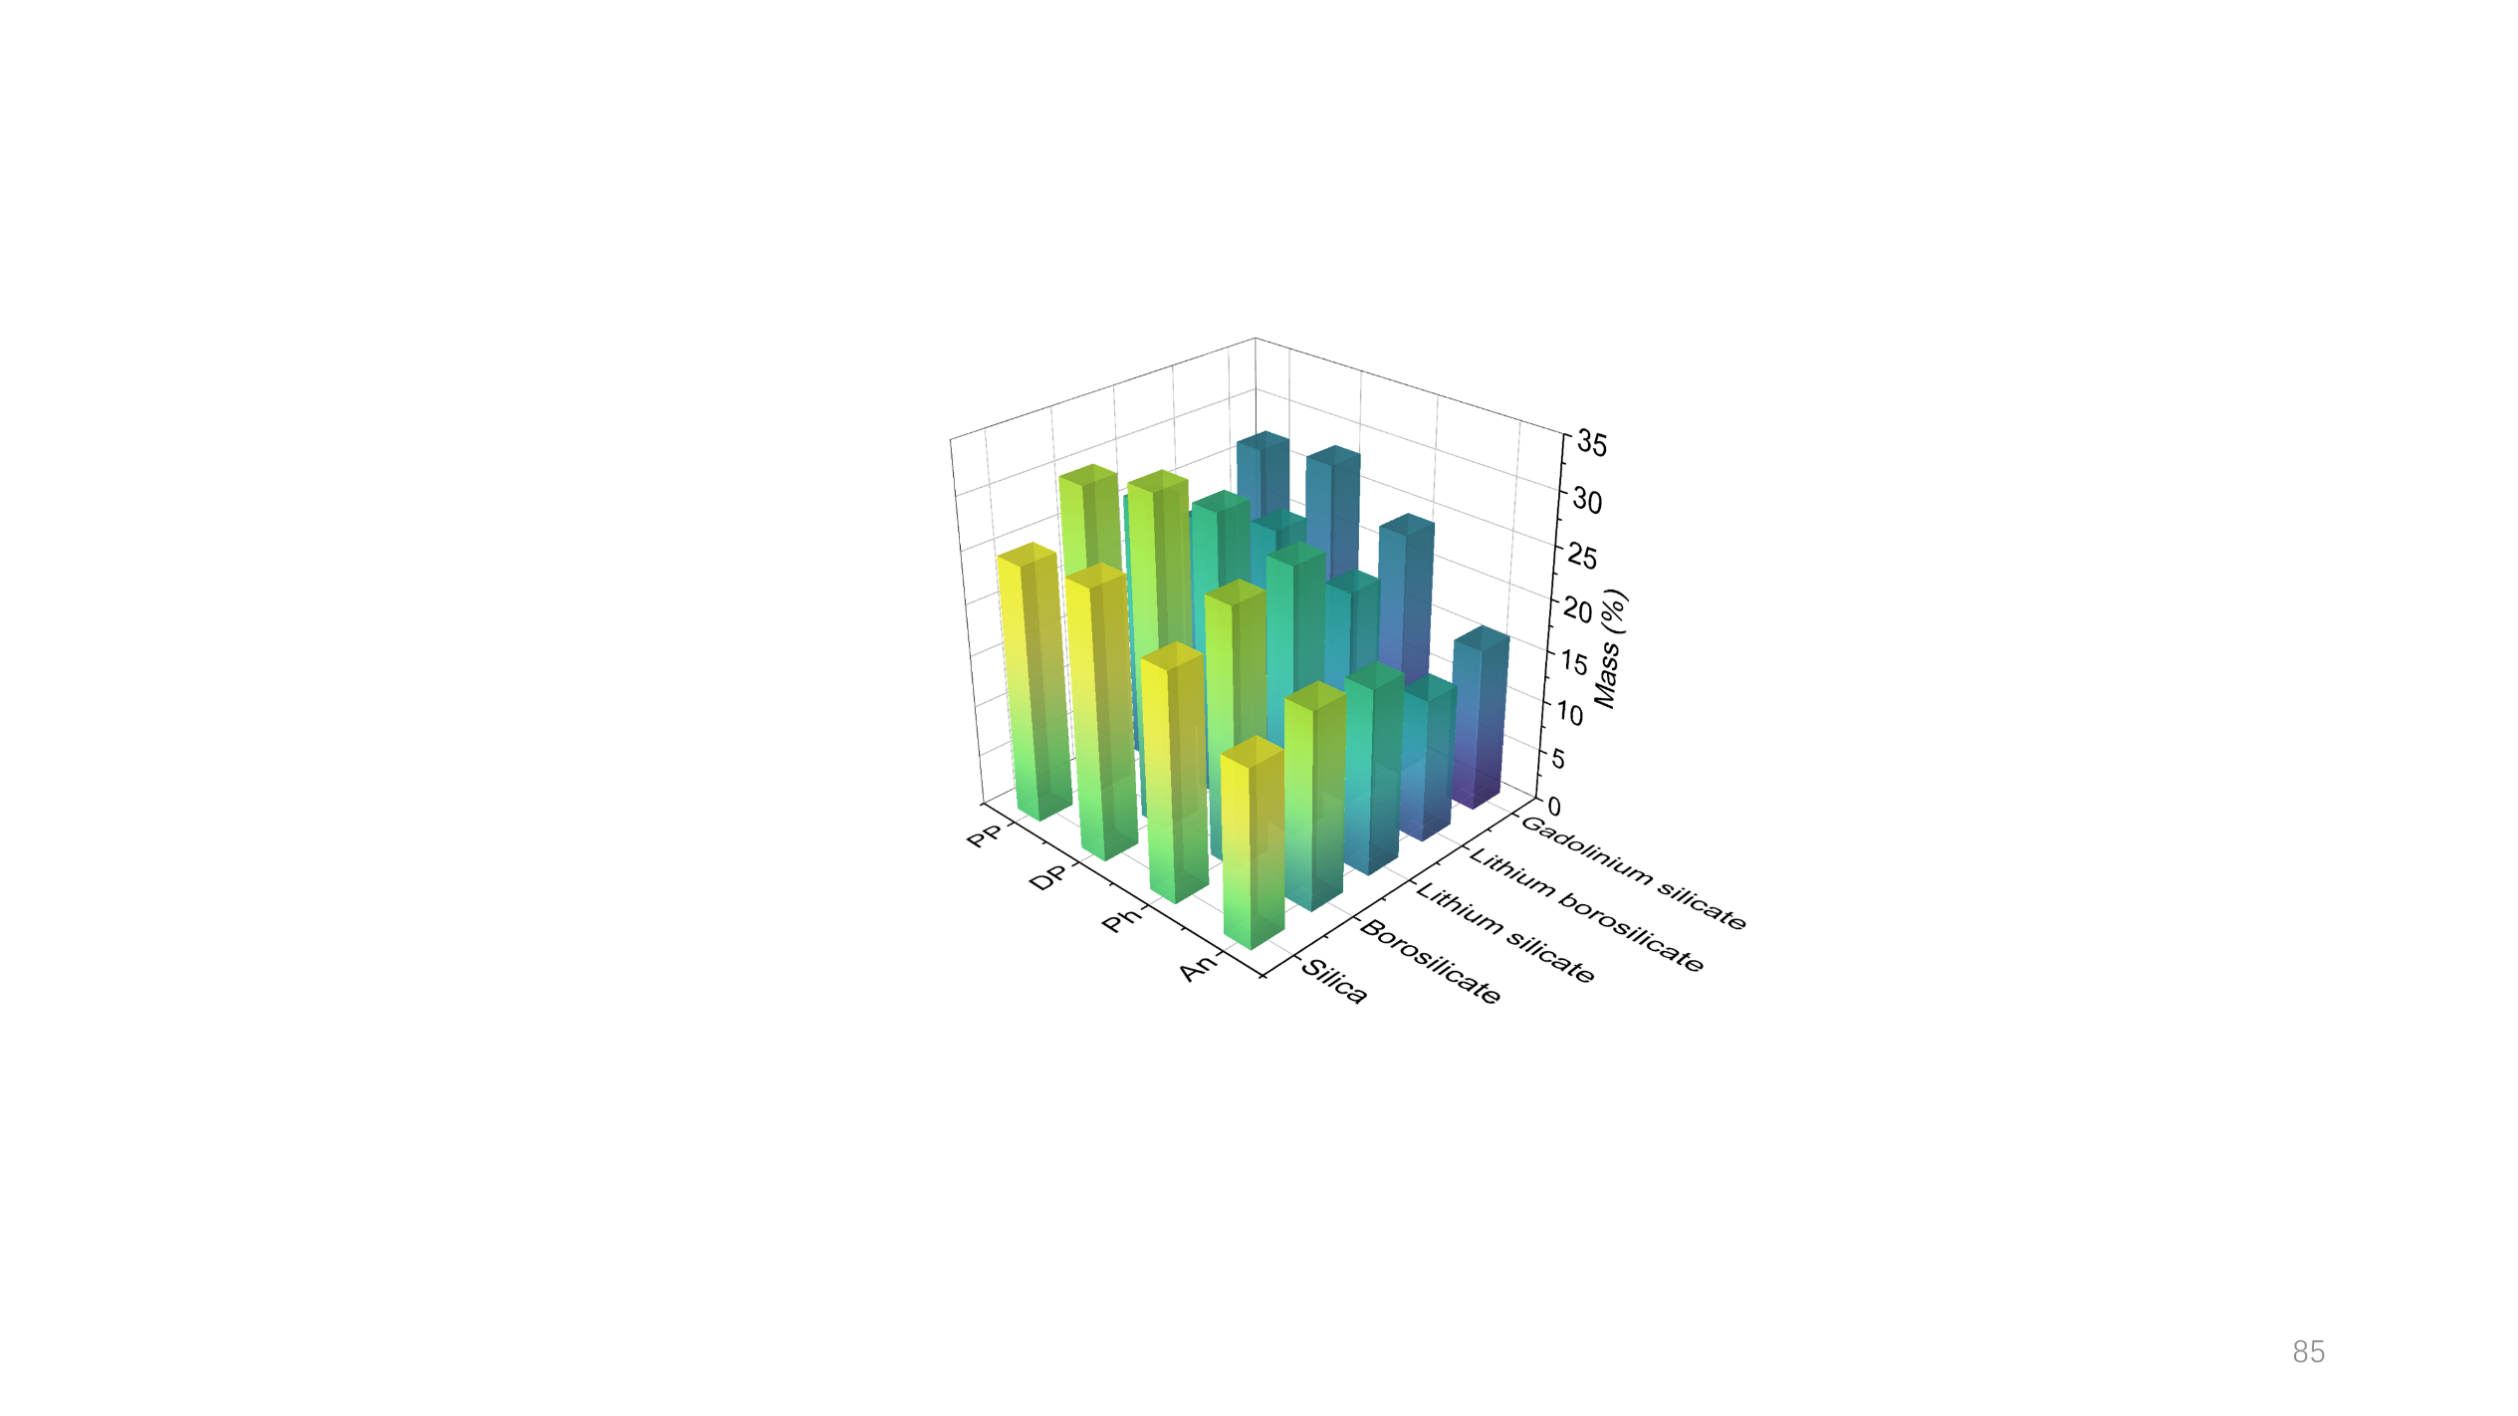 35
30
25
20
15
10
5
0
Mass (%)
PP
DP
Ph
An
Gadolinium silicate
Lithium borosilicate
Lithium silicate
Borosilicate
Silica
85